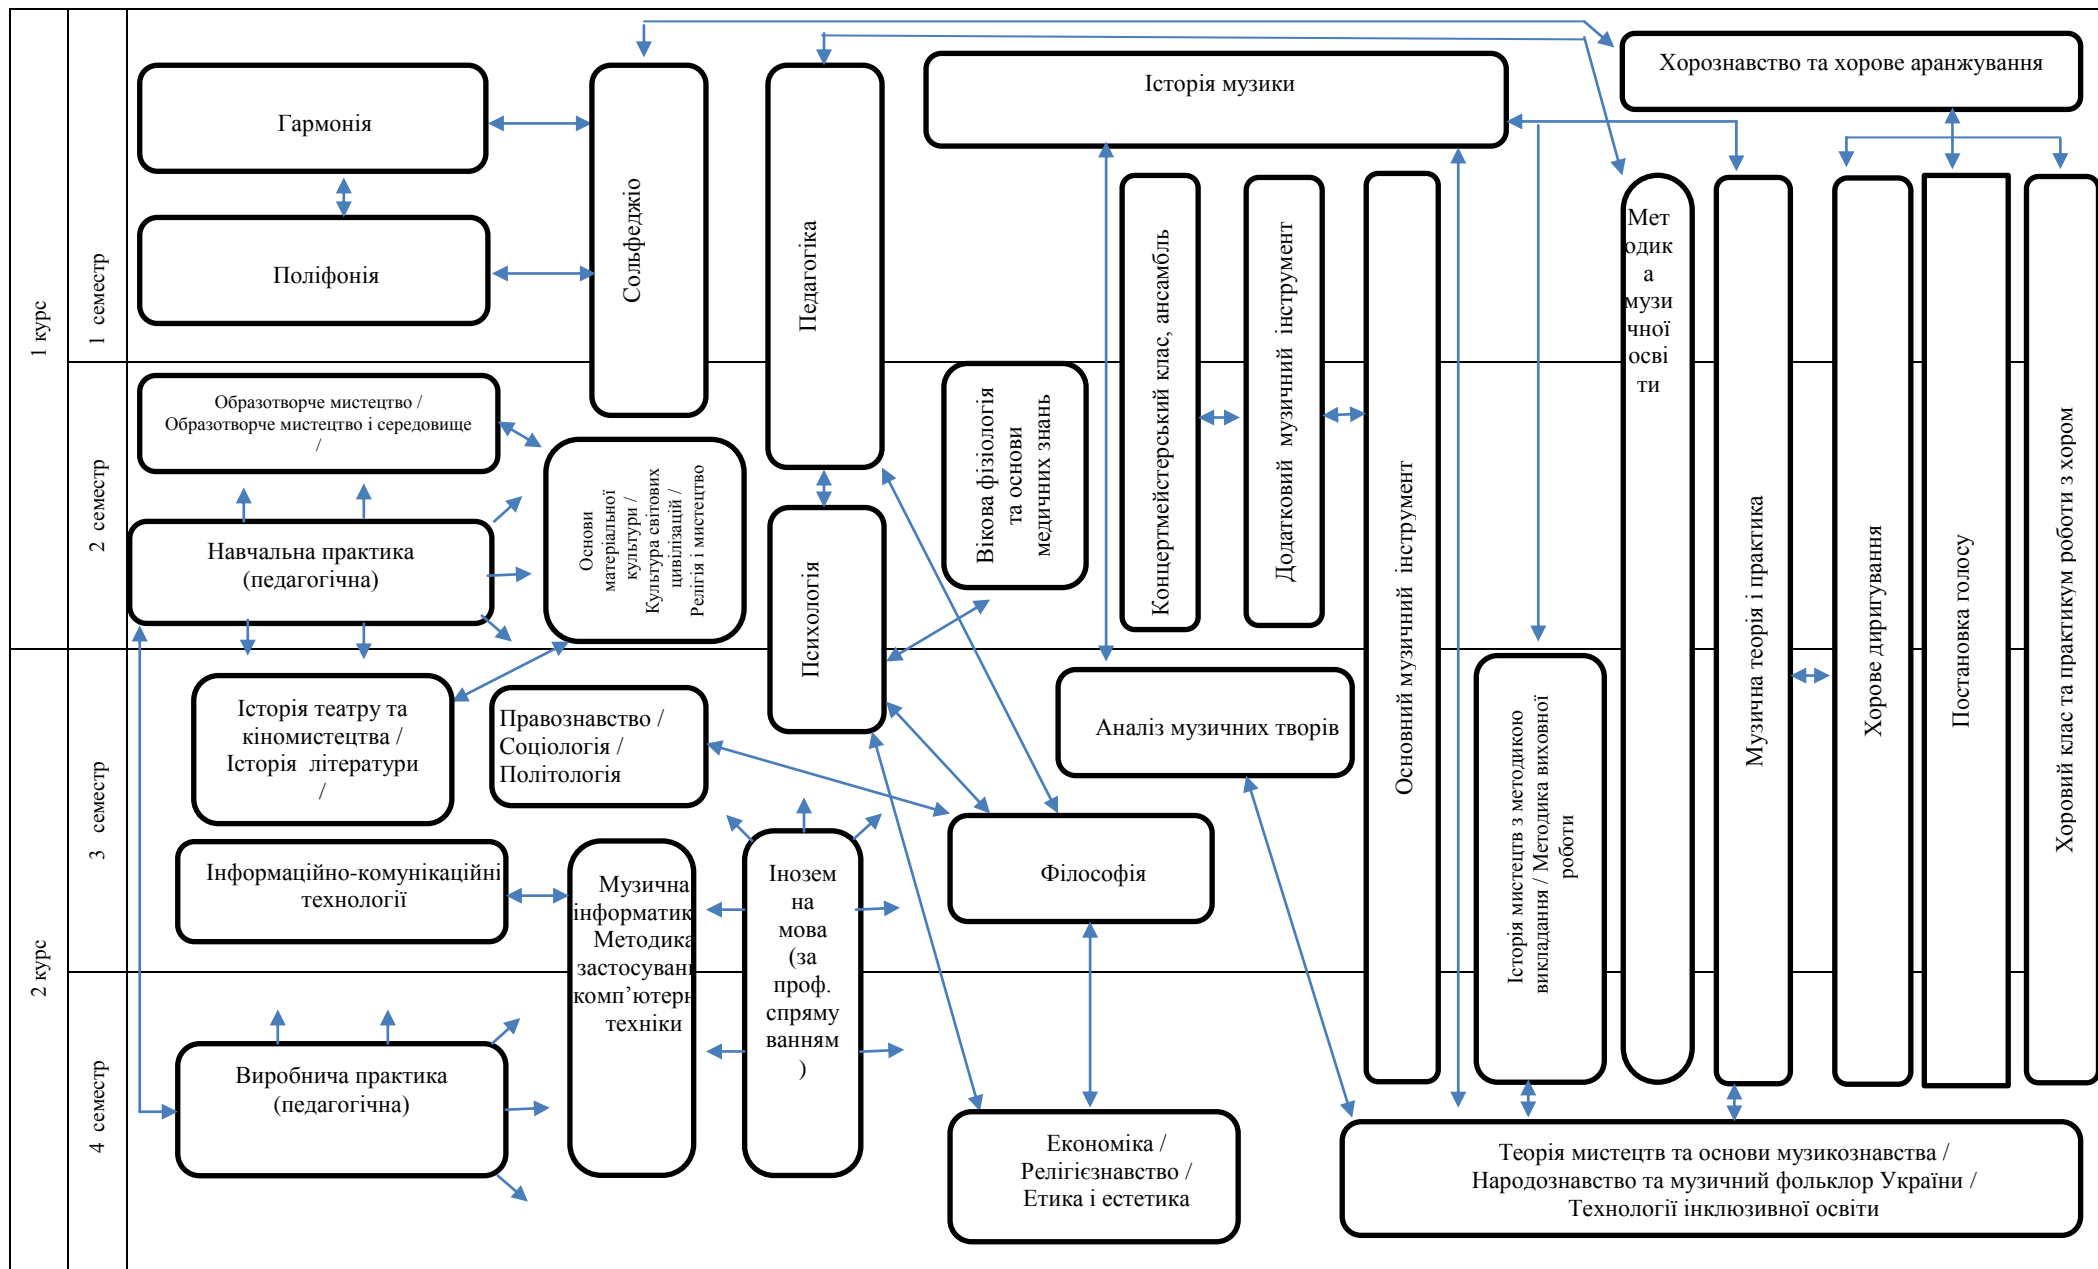 1 курс
2 курс
1 семестр
2 семестр
3 семестр
4 семестр
Гармонія
Поліфонія
Сольфеджіо
Педагогіка
Історія музики
Хорознавство та хорове аранжування
Образотворче мистецтво /
Образотворче мистецтво і середовище
/
Навчальна практика
(педагогічна)
Основи
матеріальної
культури /
Культура світових
цивілізацій /
Релігія і мистецтво
Психологія
Вікова фізіологія
та основи
медичних знань
Концертмейстерський клас, ансамбль
Додатковий музичний інструмент
Основний музичний інструмент
Мет
одик
а
музи
чної
осві
ти
Музична теорія і практика
Хорове диригування
Постановка голосу
Хоровий клас та практикум роботи з хором
Історія театру та
кіномистецтва /
Історія літератури
/
Правознавство /
Соціологія /
Політологія
Аналіз музичних творів
Історія мистецтв з методикою
викладання / Методика виховної
роботи
Інформаційно-комунікаційні
технології
Музична
інформатик
Методика
застосуван
комп’ютерн
техніки
Інозем
на
мова
(за
проф.
спряму
ванням
)
Філософія
Виробнича практика
(педагогічна)
Економіка /
Релігієзнавство /
Етика і естетика
Теорія мистецтв та основи музикознавства /
Народознавство та музичний фольклор України /
Технології інклюзивної освіти